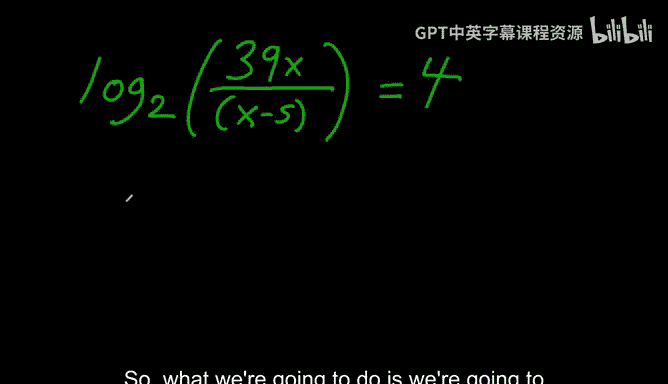 GPT中英字幕课程资源 bilibili
log₂(39x/(x-5)) = 4
So, what we're going to do is we're going to